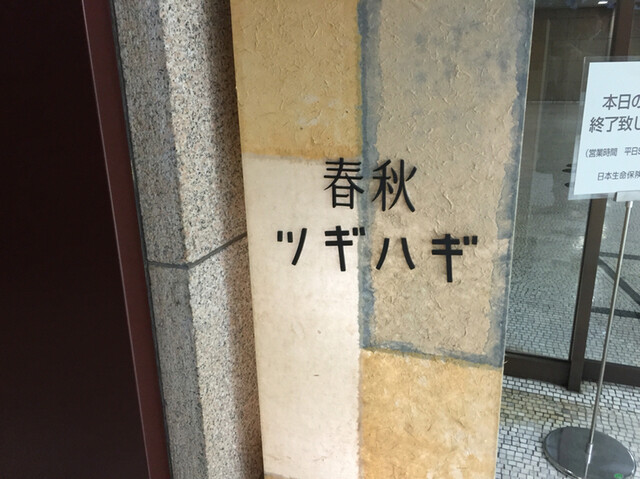 春秋
ツギハギ
本日の
終了致し
(営業時間 平日
日本生命保険